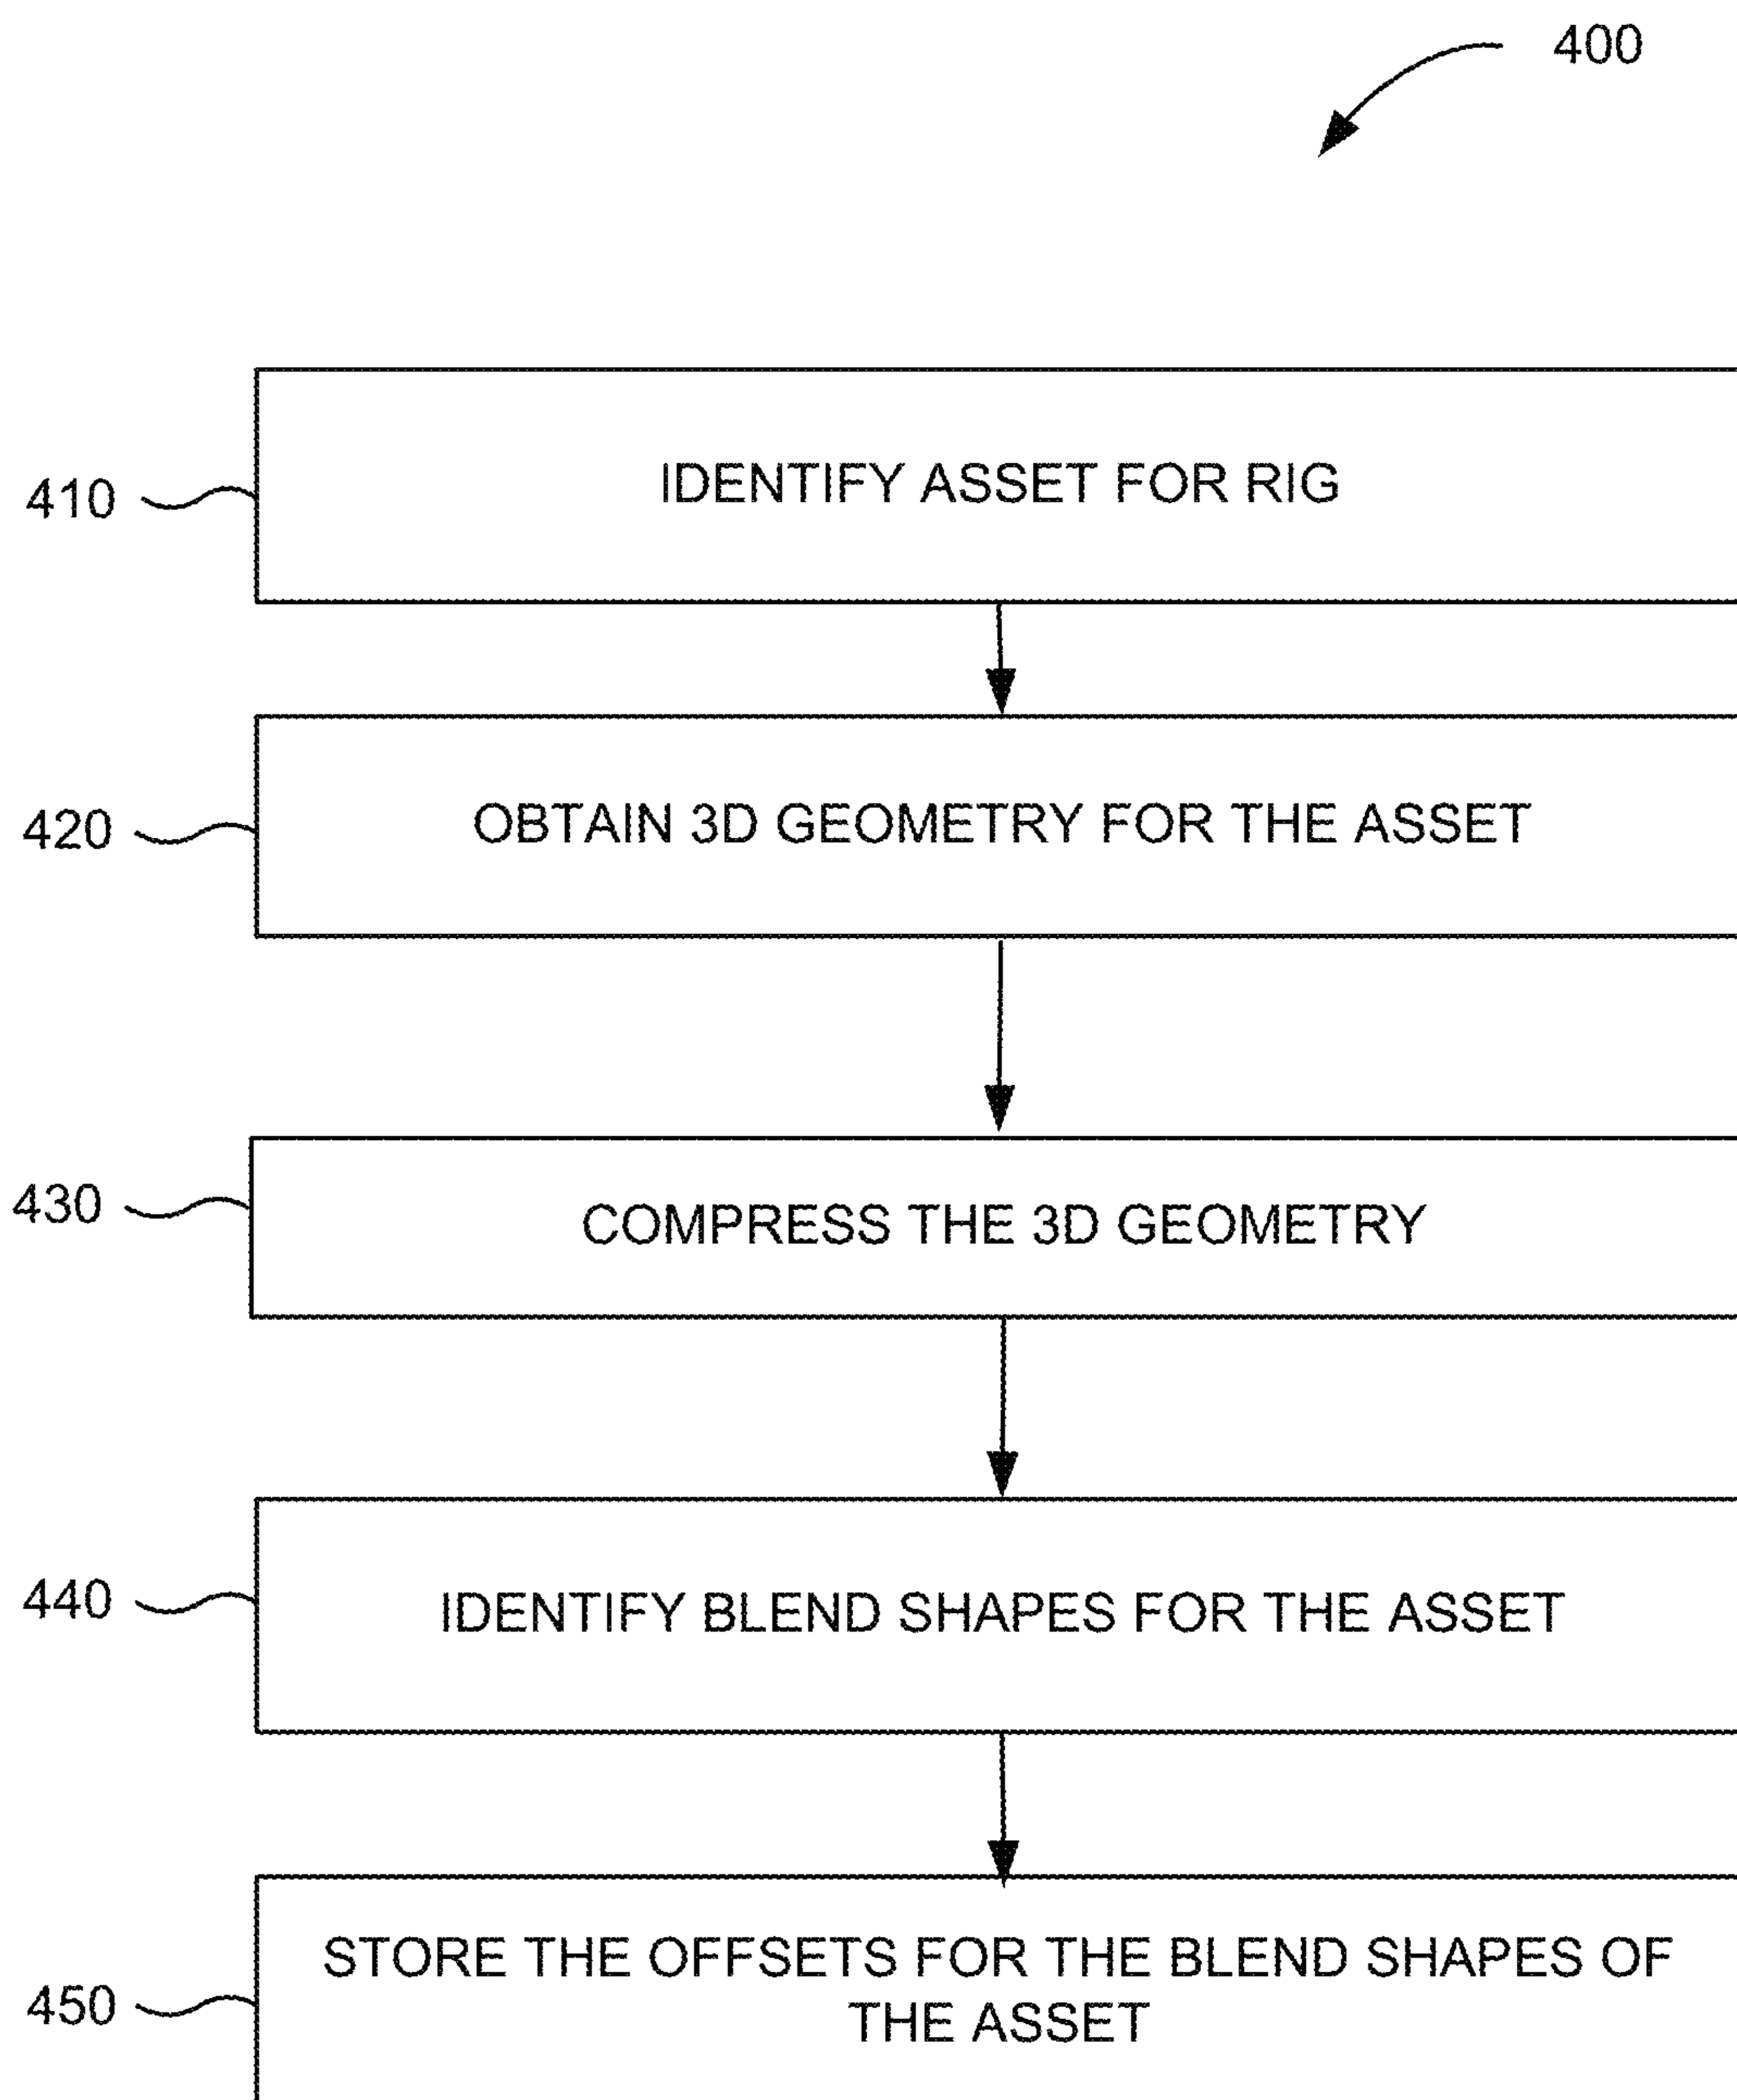 400
410
IDENTIFY ASSET FOR RIG
420
OBTAIN 3D GEOMETRY FOR THE ASSET
430
COMPRESS THE 3D GEOMETRY
440
IDENTIFY BLEND SHAPES FOR THE ASSET
450
STORE THE OFFSETS FOR THE BLEND SHAPES OF
THE ASSET